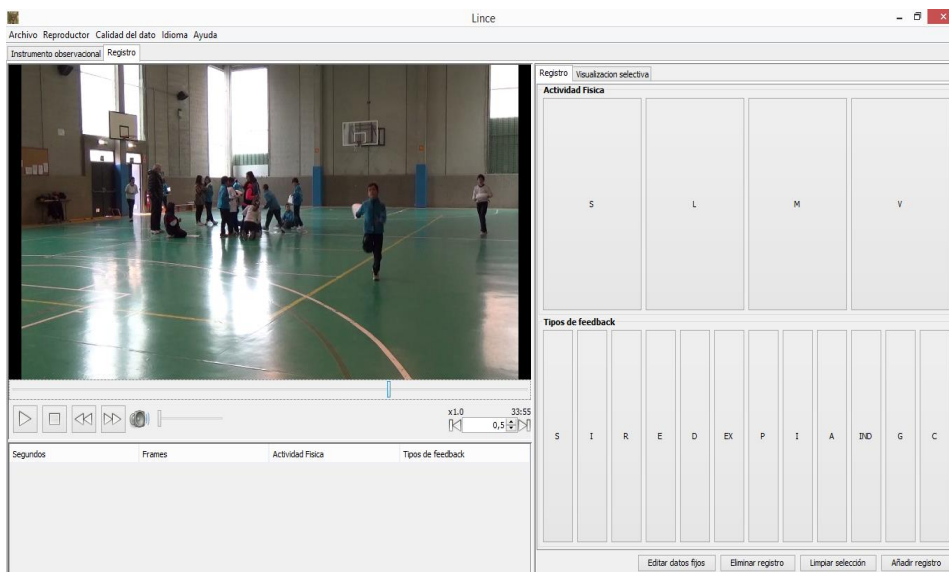 Lince
Archivo Reproductor Calidad del dato Idioma Ayuda
Instrumento observacional Registro
Registro Visualizacion selectiva
Actividad Fisica
S L M V
Tipos de feedback
S I R E D EX P I A IND G C
x1.0 33:55
0,5
Segundos Frames Actividad Fisica Tipos de feedback
Editar datos fijos Eliminar registro Limpiar selección Añadir registro